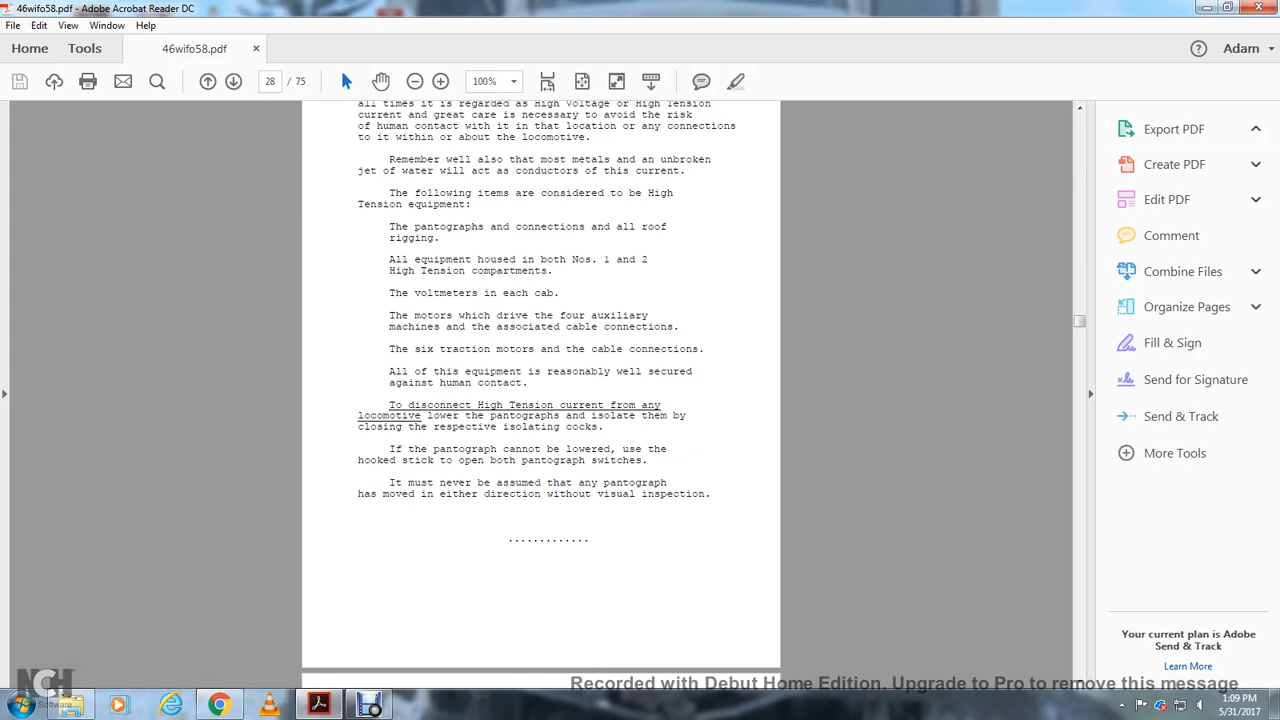 46wifo58.pdf - Adobe Acrobat Reader DC
File Edit View Window Help
Home Tools 46wifo58.pdf × Adam
28 / 75 100%
all times it is regarded as High Voltage or High Tension
current and great care is necessary to avoid the risk
of human contact with it in that location or any connections
to it within or about the locomotive.
Remember well also that most metals and an unbroken
jet of water will act as conductors of this current.
The following items are considered to be High
Tension equipment:
The pantographs and connections and all roof
rigging.
All equipment housed in both Nos. 1 and 2
High Tension compartments.
The voltmeters in each cab.
The motors which drive the four auxiliary
machines and the associated cable connections.
The six traction motors and the cable connections.
All of this equipment is reasonably well secured
against human contact.
To disconnect High Tension current from any
locomotive lower the pantographs and isolate them by
closing the respective isolating cocks.
If the pantograph cannot be lowered, use the
hooked stick to open both pantograph switches.
It must never be assumed that any pantograph
has moved in either direction without visual inspection.
.............
Export PDF
Create PDF
Edit PDF
Comment
Combine Files
Organize Pages
Fill & Sign
Send for Signature
Send & Track
More Tools
Your current plan is Adobe
Send & Track
Learn More
NCH
Software
Recorded with Debut Home Edition. Upgrade to Pro to remove this message
1:09 PM
5/31/2017